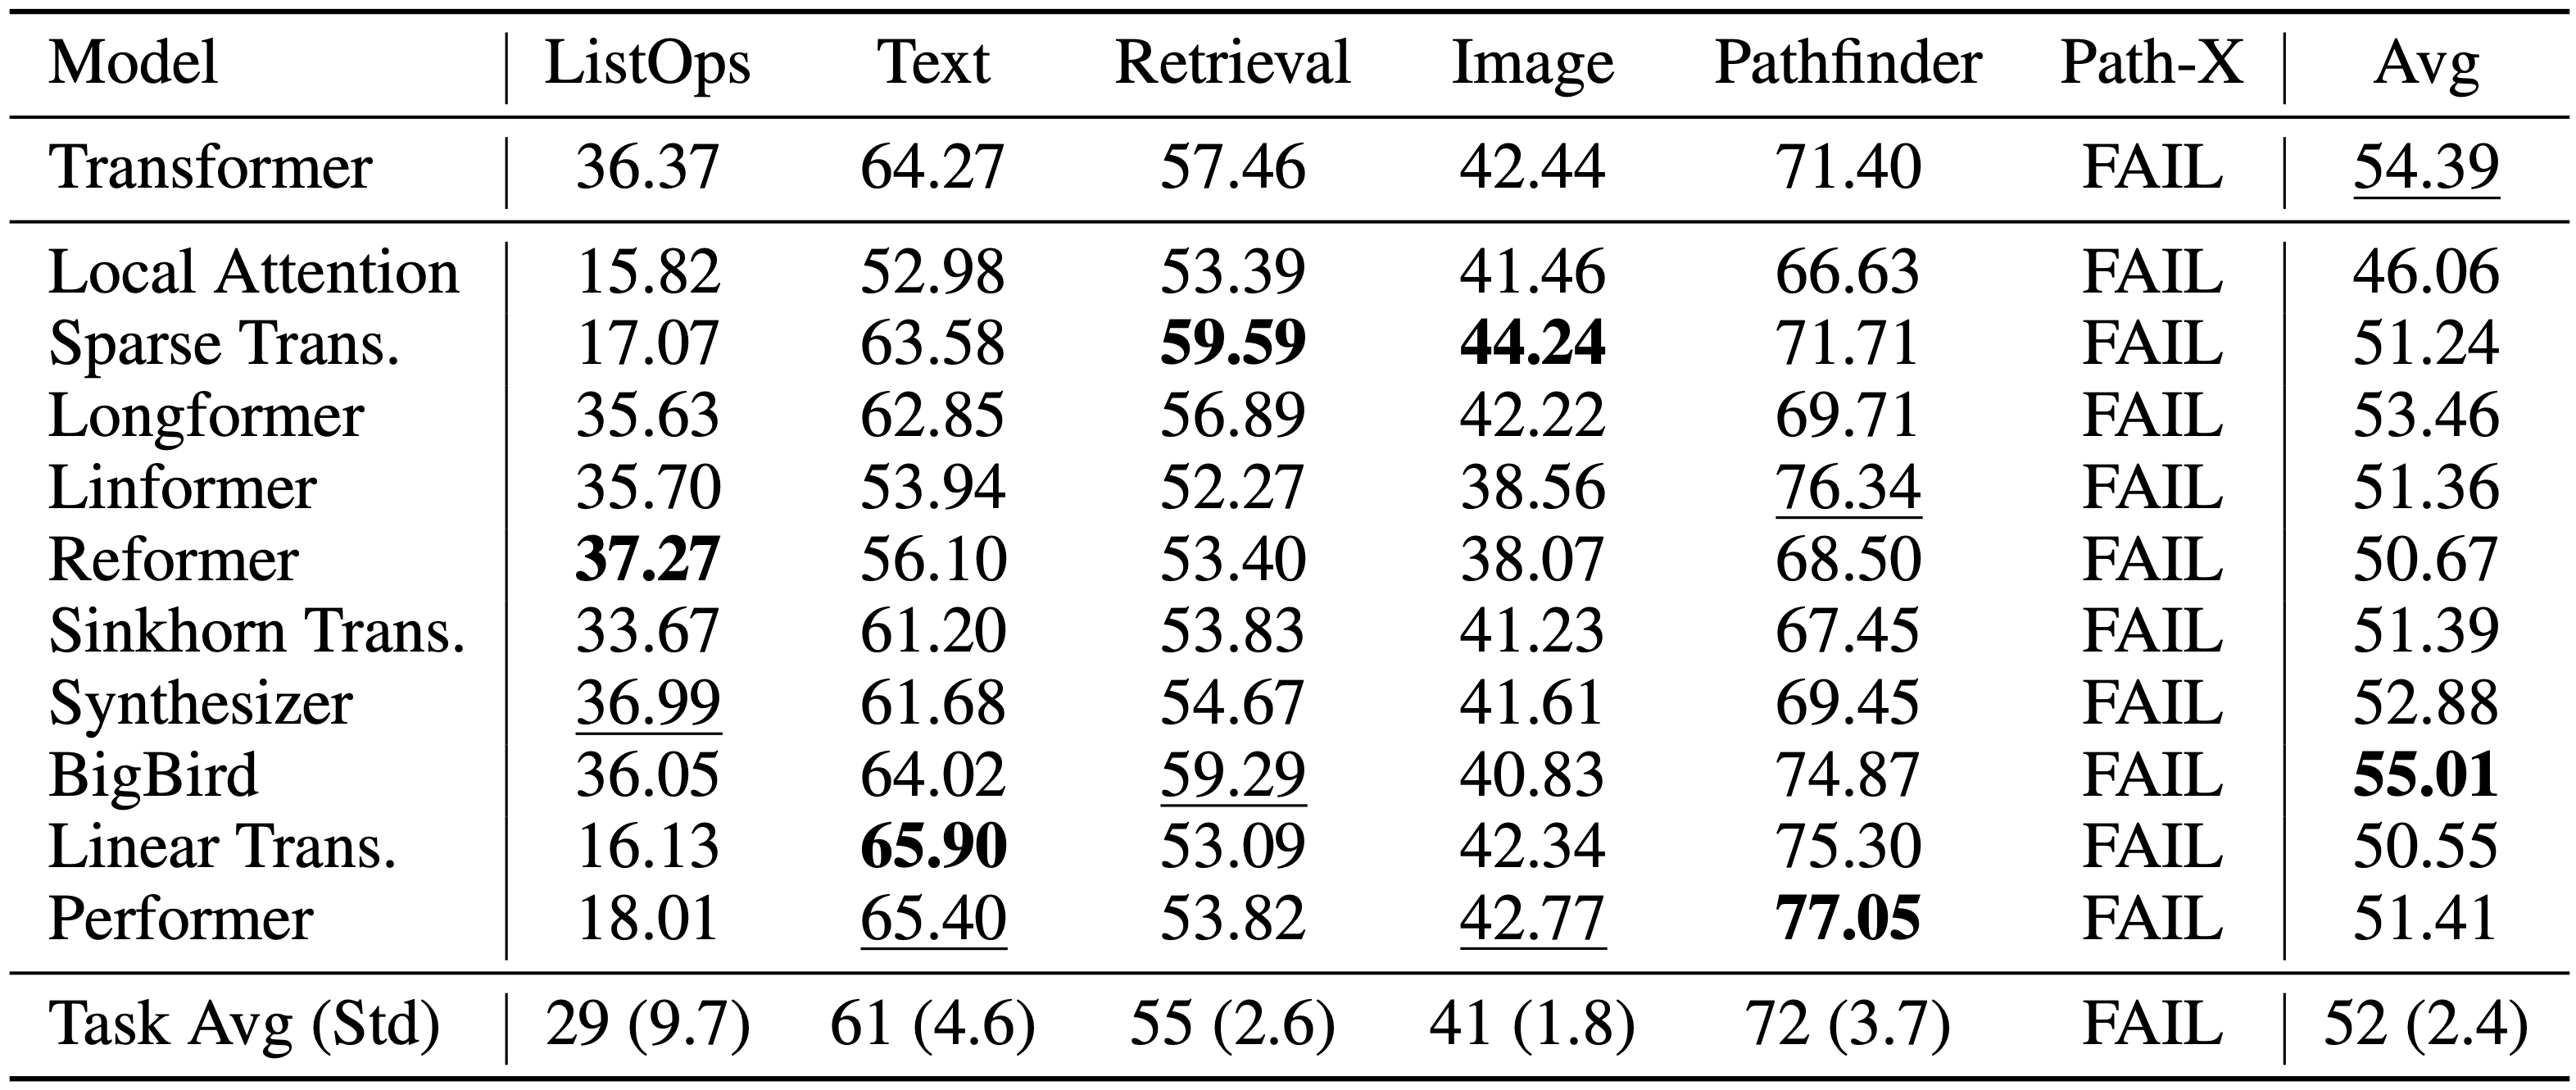 Model ListOps Text Retrieval Image Pathfinder Path-X Avg
Transformer 36.37 64.27 57.46 42.44 71.40 FAIL 54.39
Local Attention 15.82 52.98 53.39 41.46 66.63 FAIL 46.06
Sparse Trans. 17.07 63.58 59.59 44.24 71.71 FAIL 51.24
Longformer 35.63 62.85 56.89 42.22 69.71 FAIL 53.46
Linformer 35.70 53.94 52.27 38.56 76.34 FAIL 51.36
Reformer 37.27 56.10 53.40 38.07 68.50 FAIL 50.67
Sinkhorn Trans. 33.67 61.20 53.83 41.23 67.45 FAIL 51.39
Synthesizer 36.99 61.68 54.67 41.61 69.45 FAIL 52.88
BigBird 36.05 64.02 59.29 40.83 74.87 FAIL 55.01
Linear Trans. 16.13 65.90 53.09 42.34 75.30 FAIL 50.55
Performer 18.01 65.40 53.82 42.77 77.05 FAIL 51.41
Task Avg (Std) 29 (9.7) 61 (4.6) 55 (2.6) 41 (1.8) 72 (3.7) FAIL 52 (2.4)